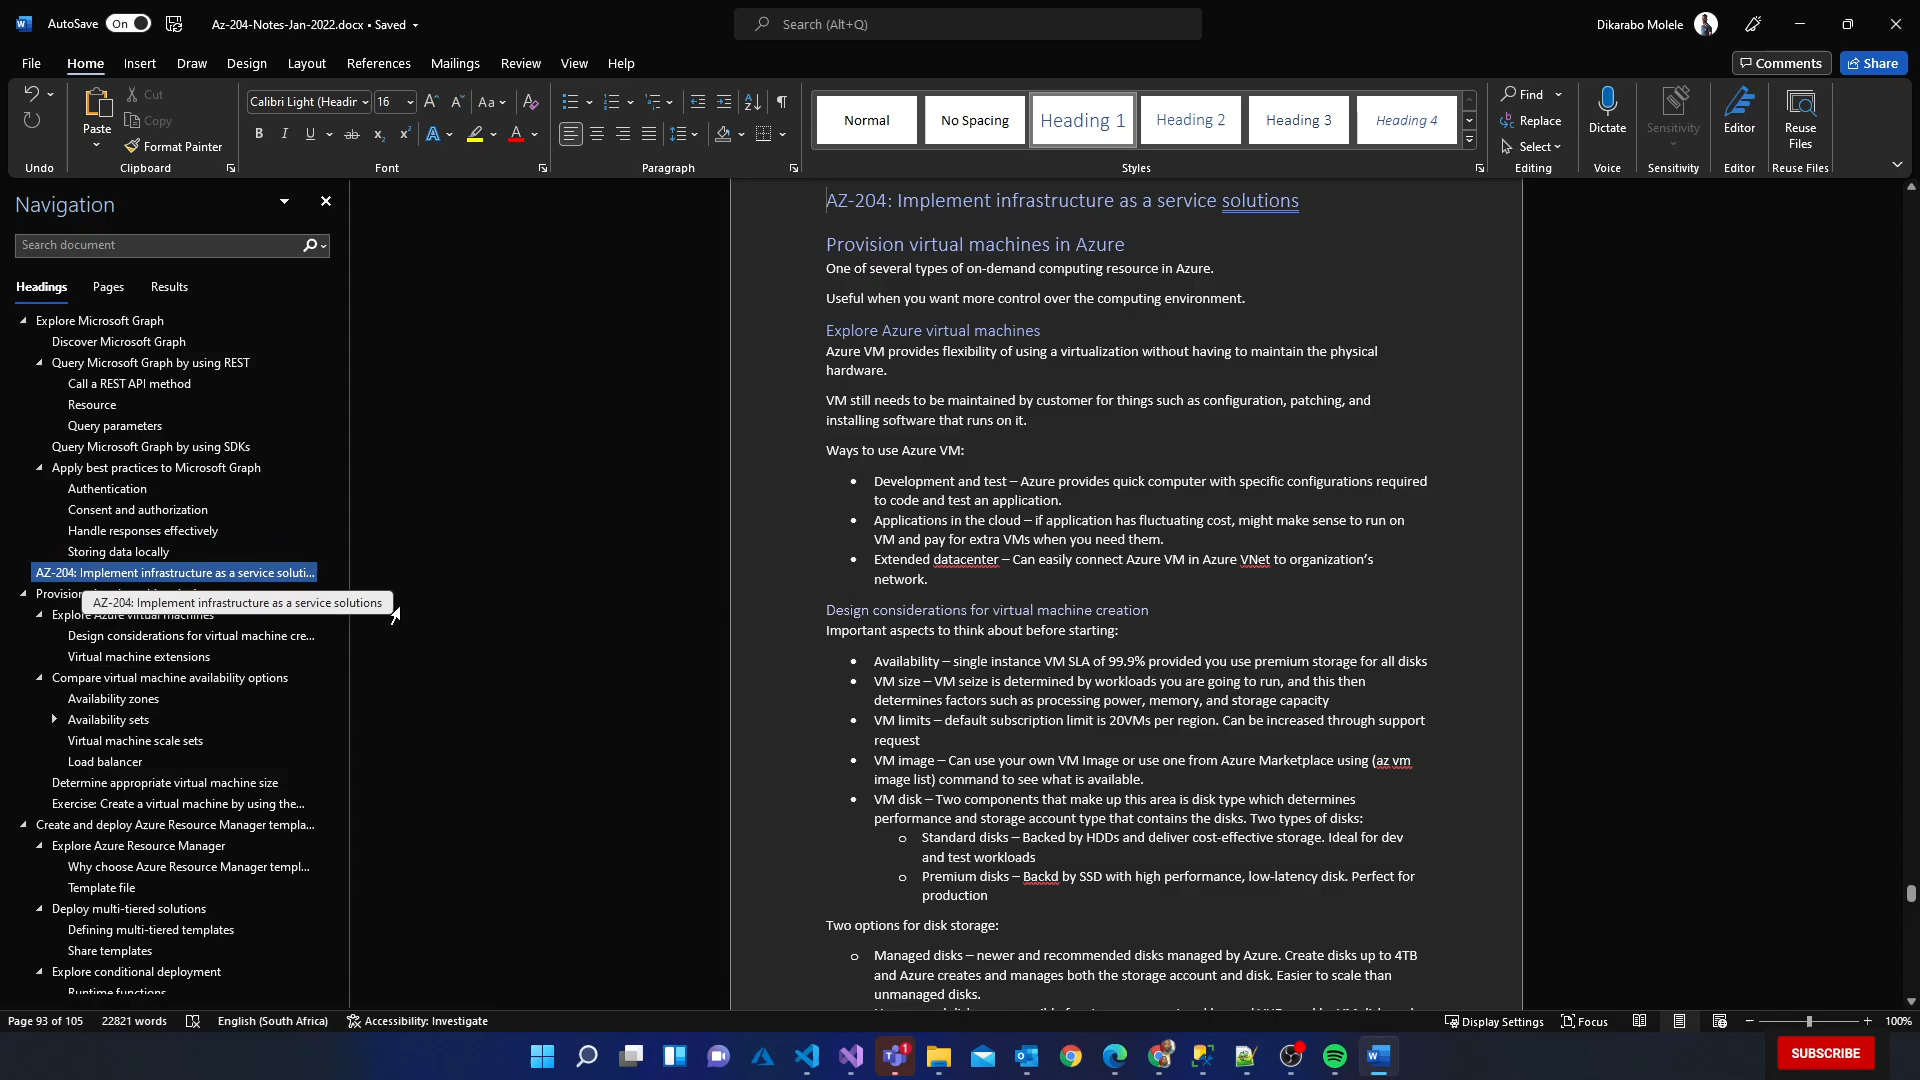 AutoSave On Az-204-Notes-Jan-2022.docx • Saved Search (Alt+Q) Dikarabo Molele
File Home Insert Draw Design Layout References Mailings Review View Help Comments Share
Calibri Light (Headir 16 Aa
Paste Cut Copy Format Painter
Normal No Spacing Heading 1 Heading 2 Heading 3 Heading 4
Find Replace Select
Dictate Sensitivity Editor Reuse Files
Undo Clipboard Font Paragraph Styles Editing Voice Sensitivity Editor Reuse Files
Navigation
Search document
Headings Pages Results
Explore Microsoft Graph
Discover Microsoft Graph
Query Microsoft Graph by using REST
Call a REST API method
Resource
Query parameters
Query Microsoft Graph by using SDKs
Apply best practices to Microsoft Graph
Authentication
Consent and authorization
Handle responses effectively
Storing data locally
AZ-204: Implement infrastructure as a service soluti...
Provision
AZ-204: Implement infrastructure as a service solutions
Explore Azure virtual machines
Design considerations for virtual machine cre...
Virtual machine extensions
Compare virtual machine availability options
Availability zones
Availability sets
Virtual machine scale sets
Load balancer
Determine appropriate virtual machine size
Exercise: Create a virtual machine by using the...
Create and deploy Azure Resource Manager templa...
Explore Azure Resource Manager
Why choose Azure Resource Manager templ...
Template file
Deploy multi-tiered solutions
Defining multi-tiered templates
Share templates
Explore conditional deployment
Runtime functions
AZ-204: Implement infrastructure as a service solutions
Provision virtual machines in Azure
One of several types of on-demand computing resource in Azure.
Useful when you want more control over the computing environment.
Explore Azure virtual machines
Azure VM provides flexibility of using a virtualization without having to maintain the physical
hardware.
VM still needs to be maintained by customer for things such as configuration, patching, and
installing software that runs on it.
Ways to use Azure VM:
• Development and test – Azure provides quick computer with specific configurations required
to code and test an application.
• Applications in the cloud – if application has fluctuating cost, might make sense to run on
VM and pay for extra VMs when you need them.
• Extended datacenter – Can easily connect Azure VM in Azure VNet to organization's
network.
Design considerations for virtual machine creation
Important aspects to think about before starting:
• Availability – single instance VM SLA of 99.9% provided you use premium storage for all disks
• VM size – VM seize is determined by workloads you are going to run, and this then
determines factors such as processing power, memory, and storage capacity
• VM limits – default subscription limit is 20VMs per region. Can be increased through support
request
• VM image – Can use your own VM Image or use one from Azure Marketplace using (az vm
image list) command to see what is available.
• VM disk – Two components that make up this area is disk type which determines
performance and storage account type that contains the disks. Two types of disks:
o Standard disks – Backed by HDDs and deliver cost-effective storage. Ideal for dev
and test workloads
o Premium disks – Backd by SSD with high performance, low-latency disk. Perfect for
production
Two options for disk storage:
o Managed disks – newer and recommended disks managed by Azure. Create disks up to 4TB
and Azure creates and manages both the storage account and disk. Easier to scale than
unmanaged disks.
Page 93 of 105 22821 words English (South Africa) Accessibility: Investigate Display Settings Focus 100%
SUBSCRIBE